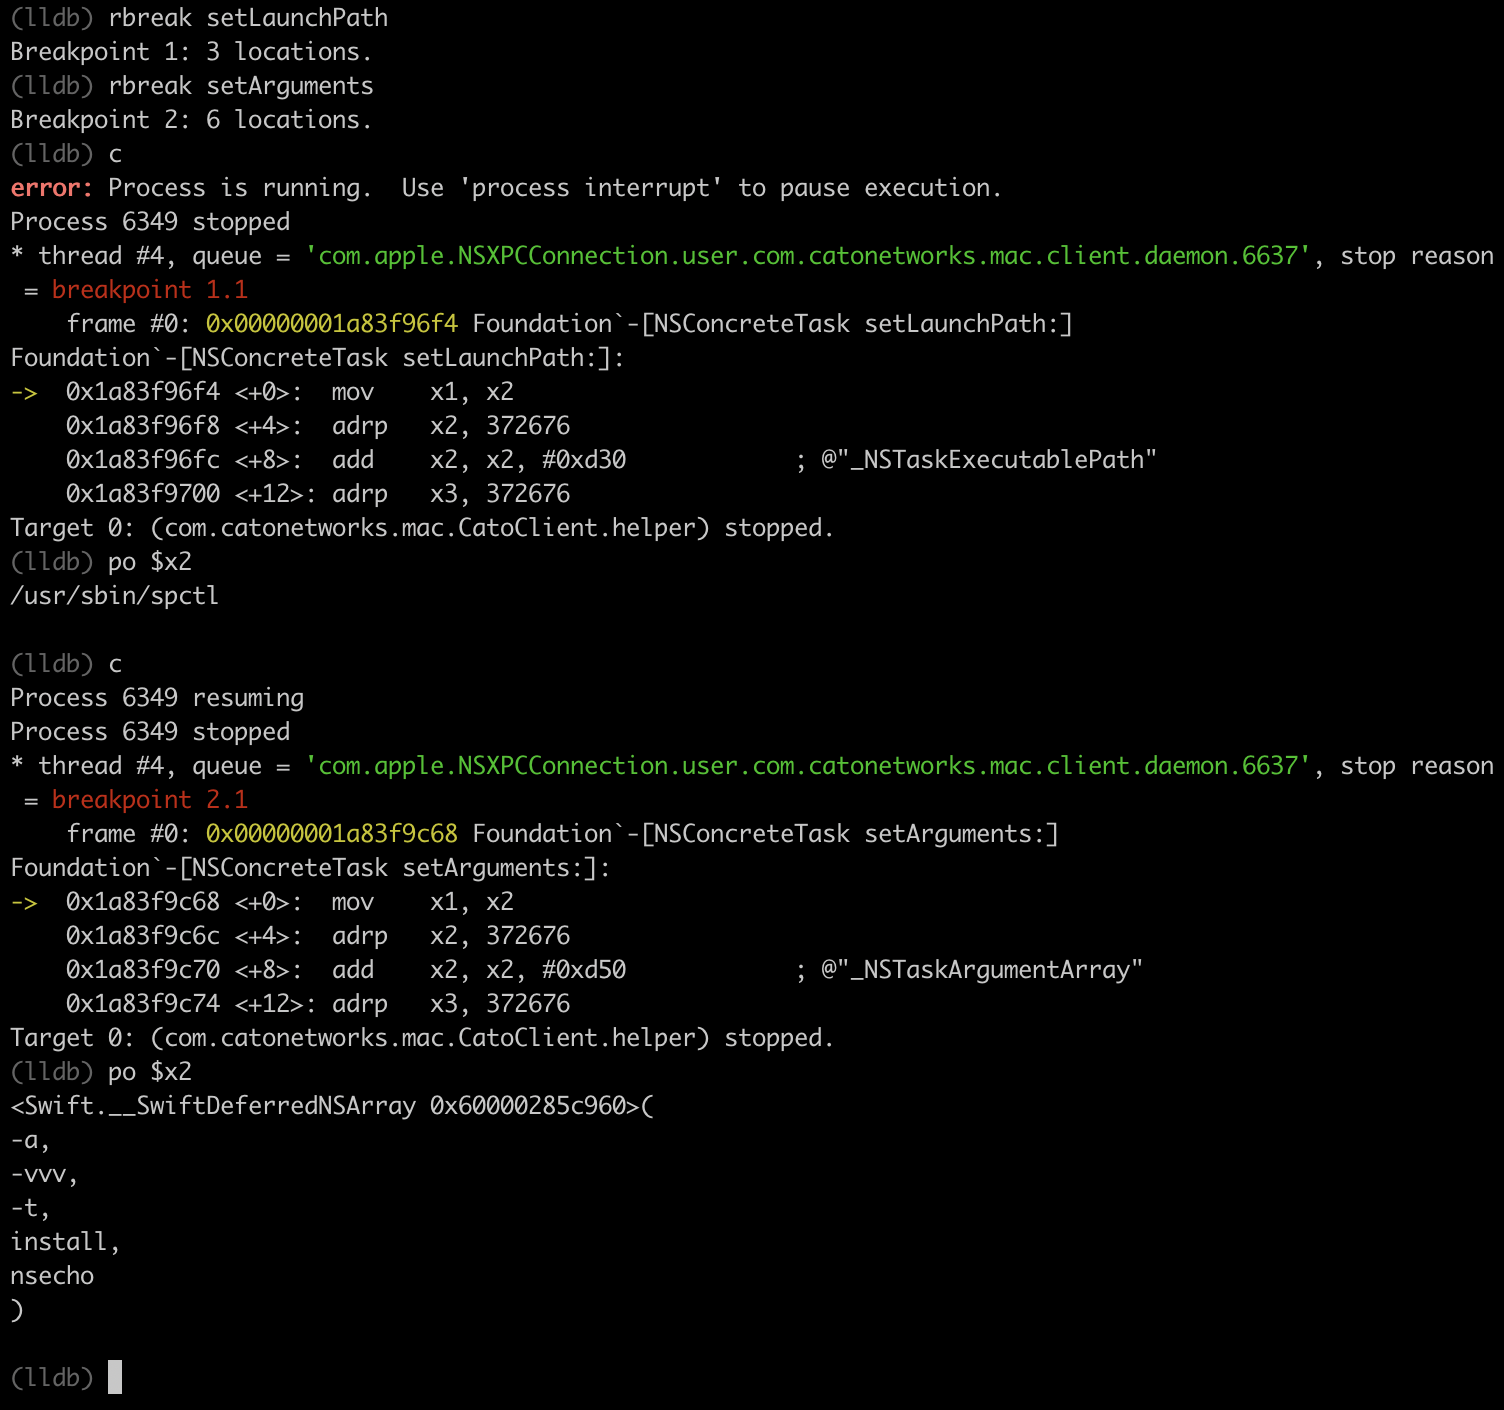 (lldb) rbreak setLaunchPath
Breakpoint 1: 3 locations.
(lldb) rbreak setArguments
Breakpoint 2: 6 locations.
(lldb) c
error: Process is running.  Use 'process interrupt' to pause execution.
Process 6349 stopped
* thread #4, queue = 'com.apple.NSXPCConnection.user.com.catonetworks.mac.client.daemon.6637', stop reason
 = breakpoint 1.1
    frame #0: 0x00000001a83f96f4 Foundation`-[NSConcreteTask setLaunchPath:]
Foundation`-[NSConcreteTask setLaunchPath:]:
->  0x1a83f96f4 <+0>:  mov    x1, x2
    0x1a83f96f8 <+4>:  adrp   x2, 372676
    0x1a83f96fc <+8>:  add    x2, x2, #0xd30            ; @"_NSTaskExecutablePath"
    0x1a83f9700 <+12>: adrp   x3, 372676
Target 0: (com.catonetworks.mac.CatoClient.helper) stopped.
(lldb) po $x2
/usr/sbin/spctl
(lldb) c
Process 6349 resuming
Process 6349 stopped
* thread #4, queue = 'com.apple.NSXPCConnection.user.com.catonetworks.mac.client.daemon.6637', stop reason
 = breakpoint 2.1
    frame #0: 0x00000001a83f9c68 Foundation`-[NSConcreteTask setArguments:]
Foundation`-[NSConcreteTask setArguments:]:
->  0x1a83f9c68 <+0>:  mov    x1, x2
    0x1a83f9c6c <+4>:  adrp   x2, 372676
    0x1a83f9c70 <+8>:  add    x2, x2, #0xd50            ; @"_NSTaskArgumentArray"
    0x1a83f9c74 <+12>: adrp   x3, 372676
Target 0: (com.catonetworks.mac.CatoClient.helper) stopped.
(lldb) po $x2
<Swift.__SwiftDeferredNSArray 0x60000285c960>(
-a,
-vvv,
-t,
install,
nsecho
)
(lldb)